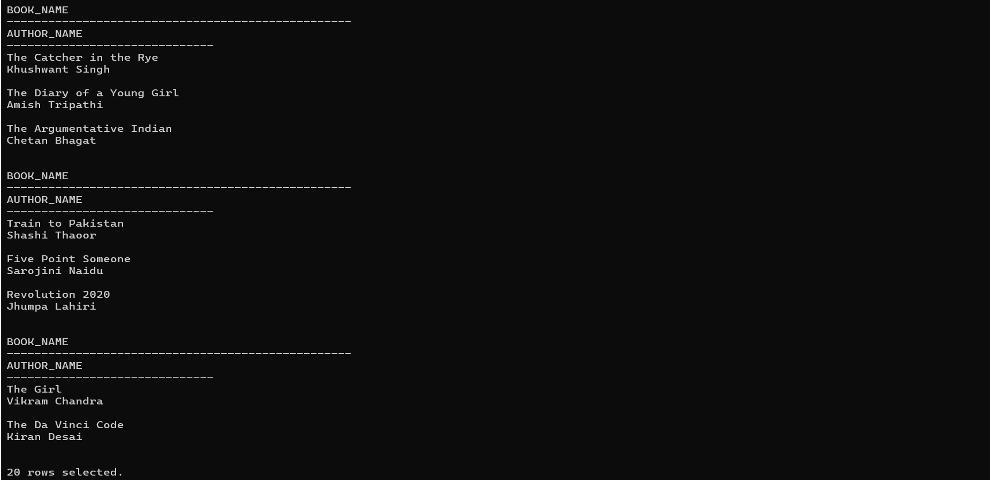 BOOK_NAME
--------------------------------------------------
AUTHOR_NAME
------------------------------
The Catcher in the Rye
Khushwant Singh
The Diary of a Young Girl
Amish Tripathi
The Argumentative Indian
Chetan Bhagat
BOOK_NAME
--------------------------------------------------
AUTHOR_NAME
------------------------------
Train to Pakistan
Shashi Thaoor
Five Point Someone
Sarojini Naidu
Revolution 2020
Jhumpa Lahiri
BOOK_NAME
--------------------------------------------------
AUTHOR_NAME
------------------------------
The Girl
Vikram Chandra
The Da Vinci Code
Kiran Desai
20 rows selected.